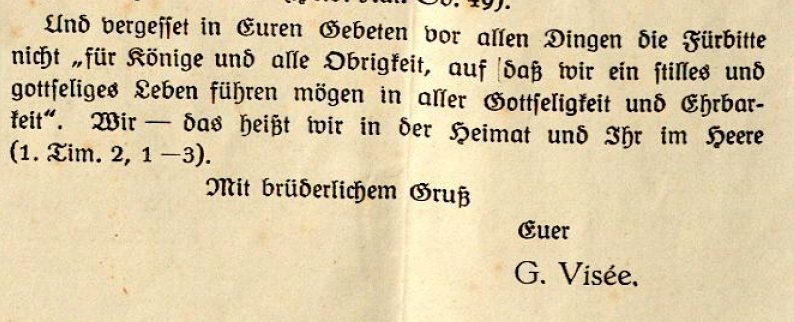 Und vergesset in Euren Gebeten vor allen Dingen die Fürbitte
nicht „für Könige und alle Obrigkeit, auf daß wir ein stilles und
gottseliges Leben führen mögen in aller Gottseligkeit und Ehrbar-
keit“. Wir — das heißt wir in der Heimat und Ihr im Heere
(1. Tim. 2, 1 —3).
Mit brüderlichem Gruß
Euer
G. Visée.